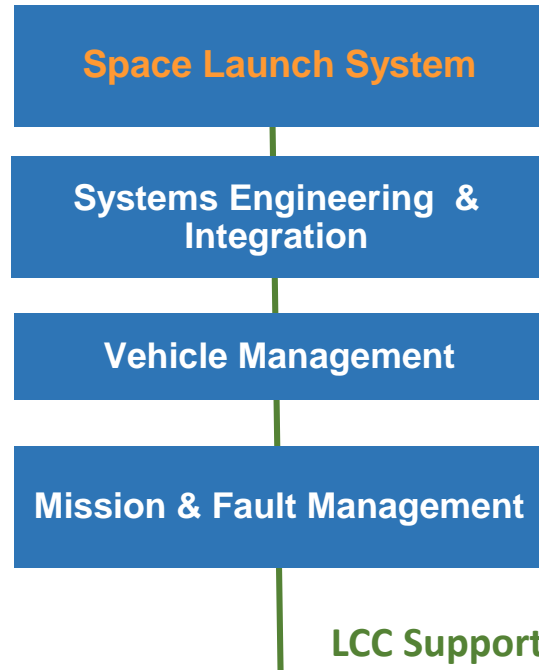 Space Launch System
Systems Engineering &
Integration
Vehicle Management
Mission & Fault Management
LCC Support